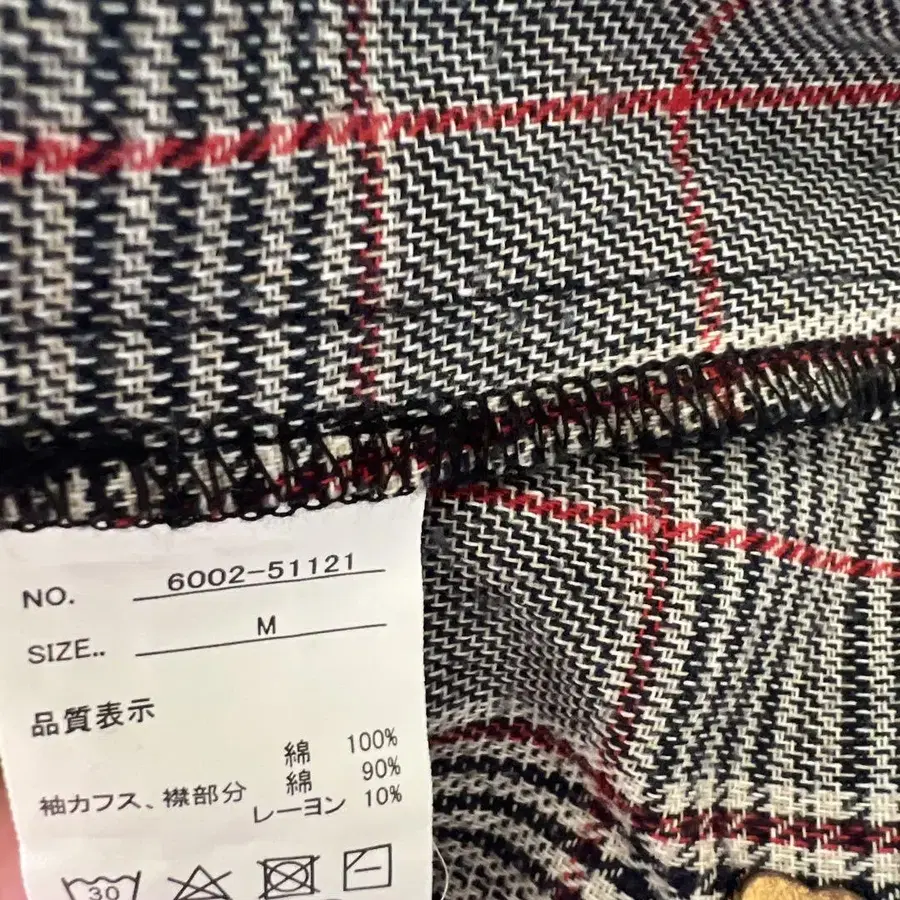 NO. 6002-51121
SIZE.. M
品質表示
綿 100%
袖カフス、襟部分 綿 90%
レーヨン 10%
30